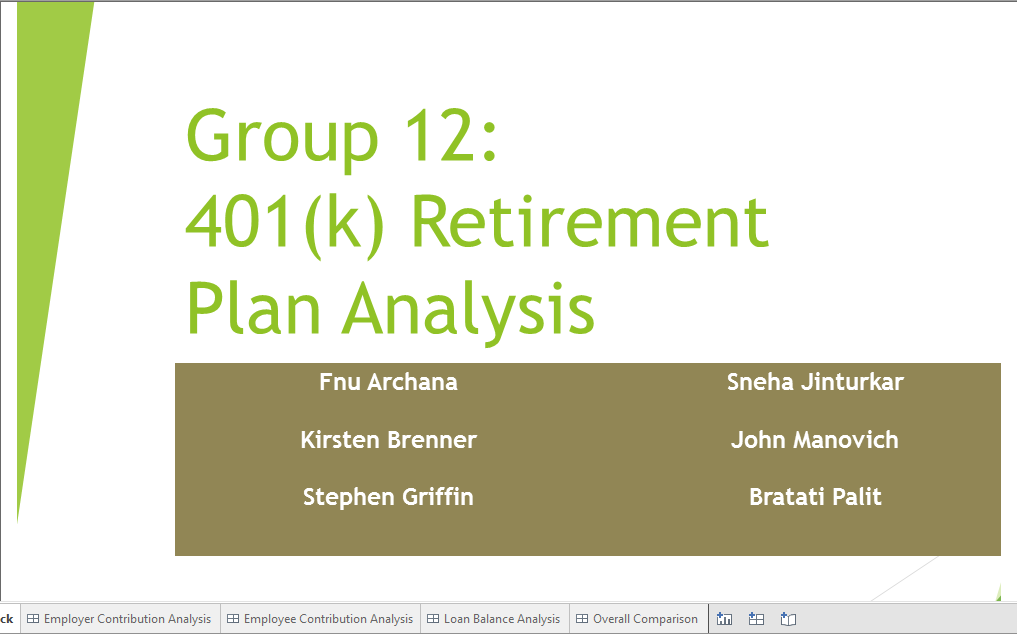 Group 12:
401(k) Retirement
Plan Analysis
Fnu Archana Sneha Jinturkar
Kirsten Brenner John Manovich
Stephen Griffin Bratati Palit
ck Employer Contribution Analysis Employee Contribution Analysis Loan Balance Analysis Overall Comparison